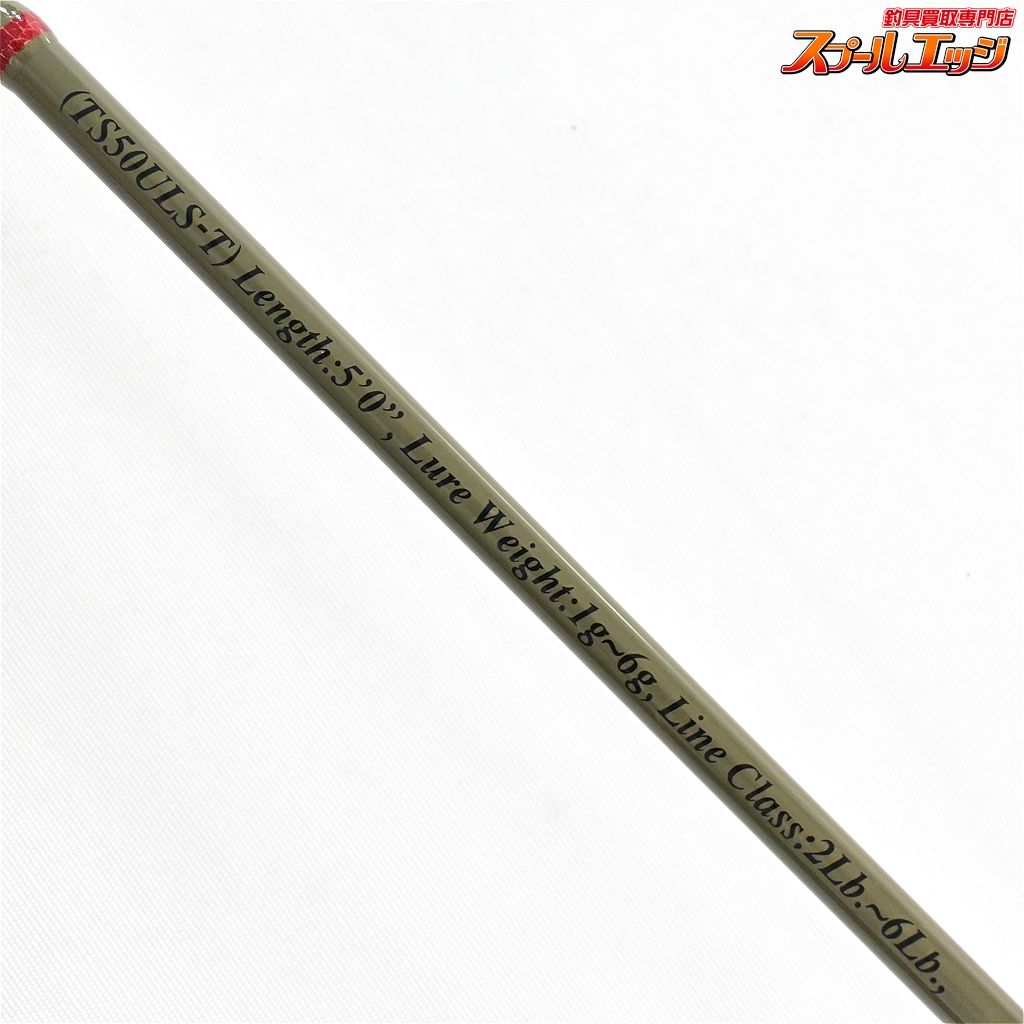 釣具買取専門店
スプールエッジ
(TS50ULS-T) Length:5’0”, Lure Weight:1g~6g, Line Class:2Lb.~6Lb.,